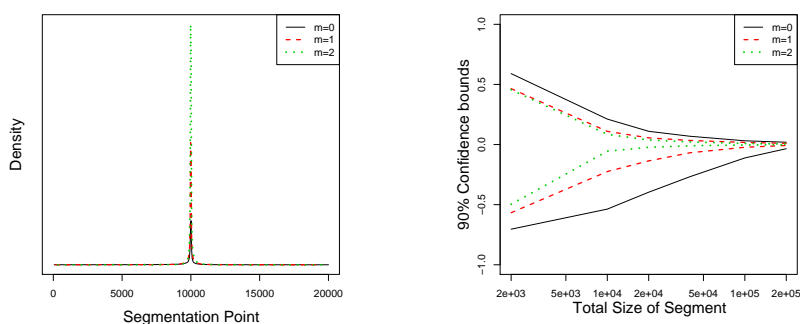 m=0
m=1
m=2
Density
0
5000
10000
15000
20000
Segmentation Point
m=0
m=1
m=2
90% Confidence bounds
1.0
0.5
0.0
−0.5
−1.0
2e+03
5e+03
1e+04
2e+04
5e+04
1e+05
2e+05
Total Size of Segment